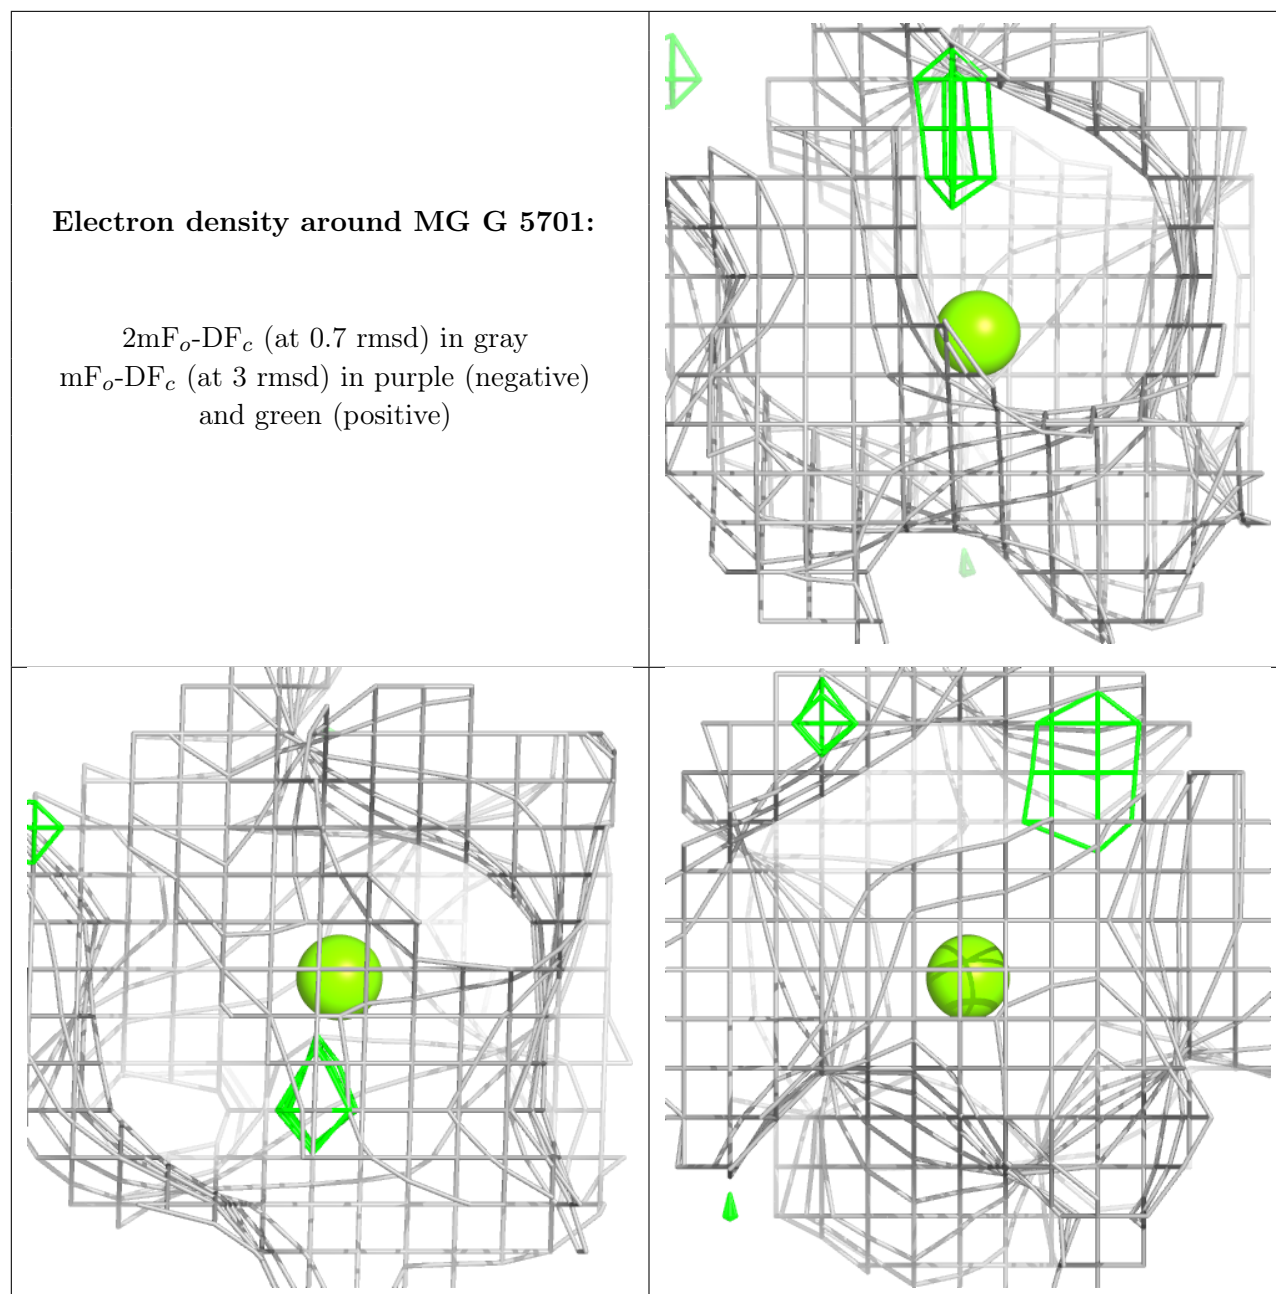 Electron density around MG G 5701:
2mF$_o$-DF$_c$ (at 0.7 rmsd) in gray
mF$_o$-DF$_c$ (at 3 rmsd) in purple (negative)
and green (positive)